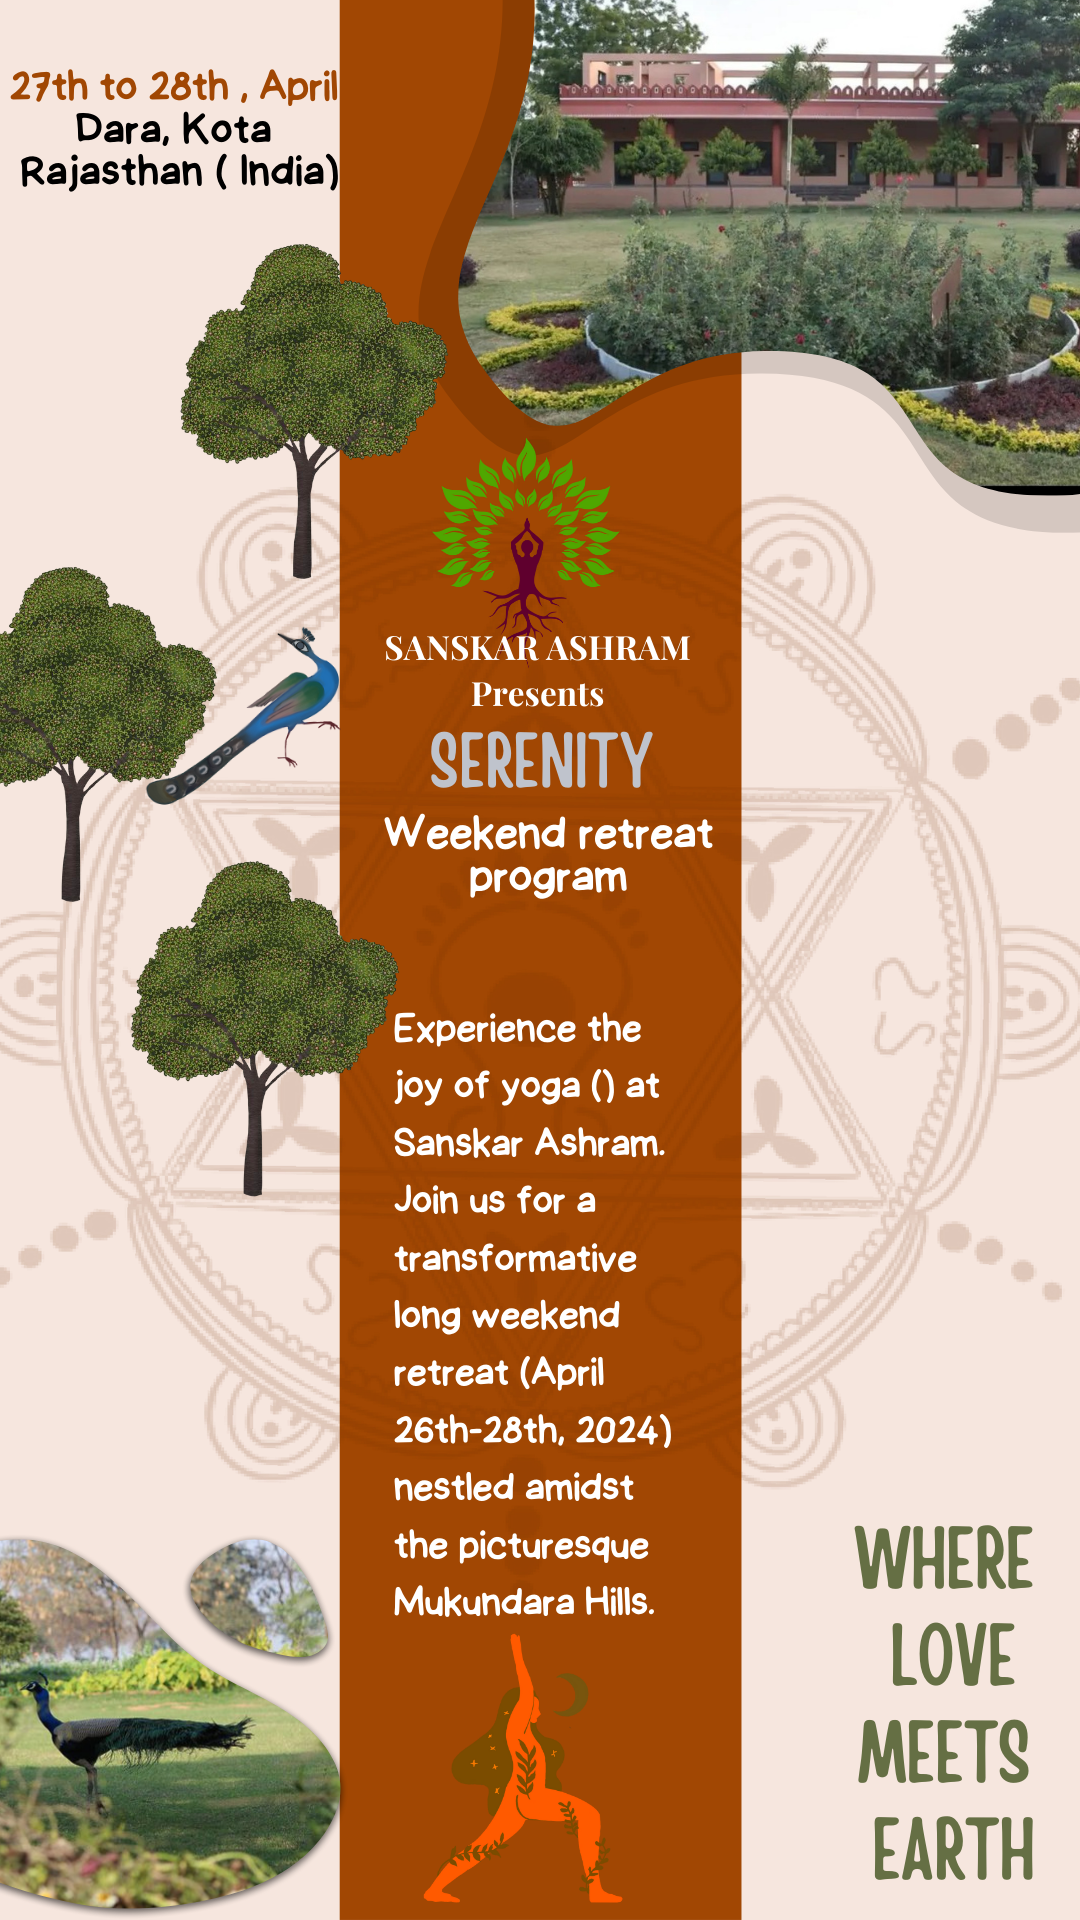 27th to 28th , April
Dara, Kota
Rajasthan ( India)
SANSKAR ASHRAM
Presents
SERENITY
Weekend retreat
program
Experience the
joy of yoga () at
Sanskar Ashram.
Join us for a
transformative
long weekend
retreat (April
26th-28th, 2024)
nestled amidst
the picturesque
Mukundara Hills.
WHERE
LOVE
MEETS
EARTH